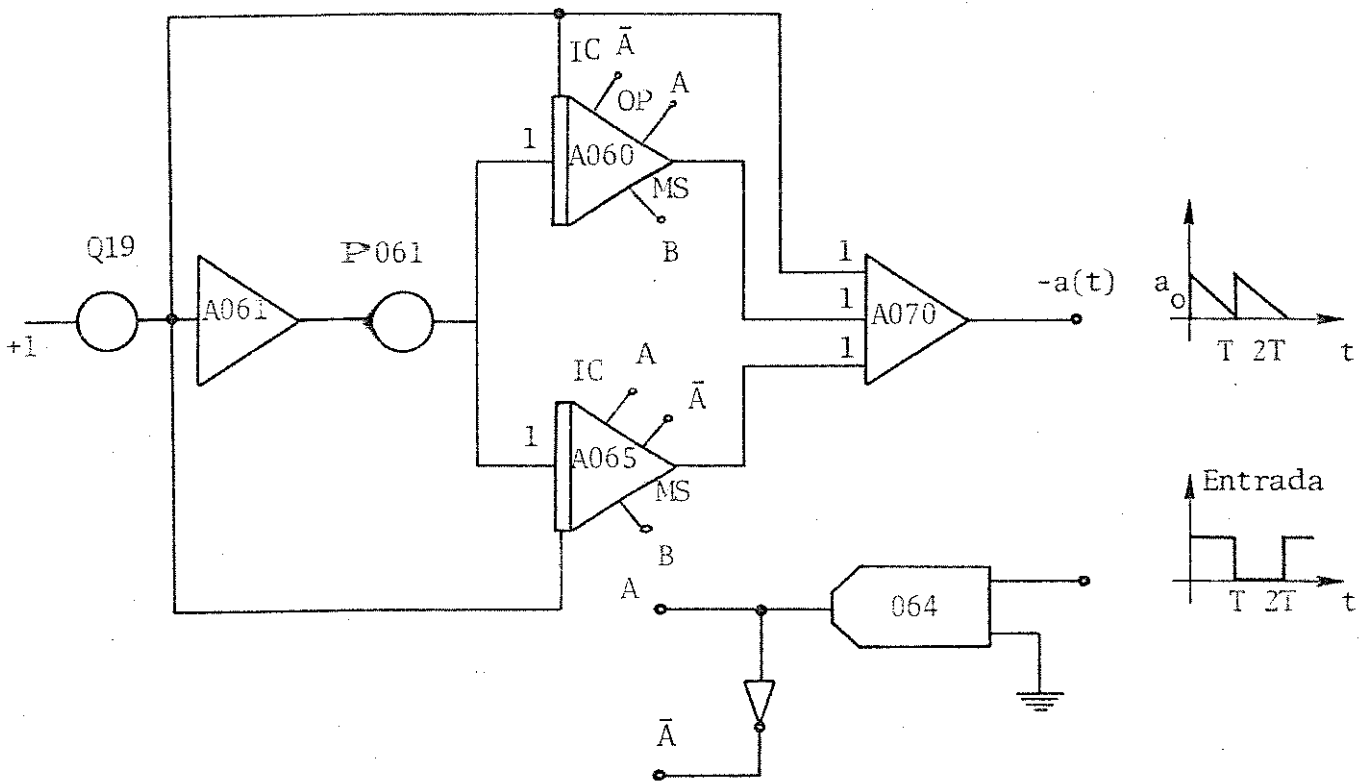 IC Ā
OP A
1
A060
MS
B
Q19
P061
+1
A061
1
1
1
A070
-a(t)
a₀
T 2T t
IC A
Ā
1
A065
MS
B
Entrada
T 2T t
A
064
Ā